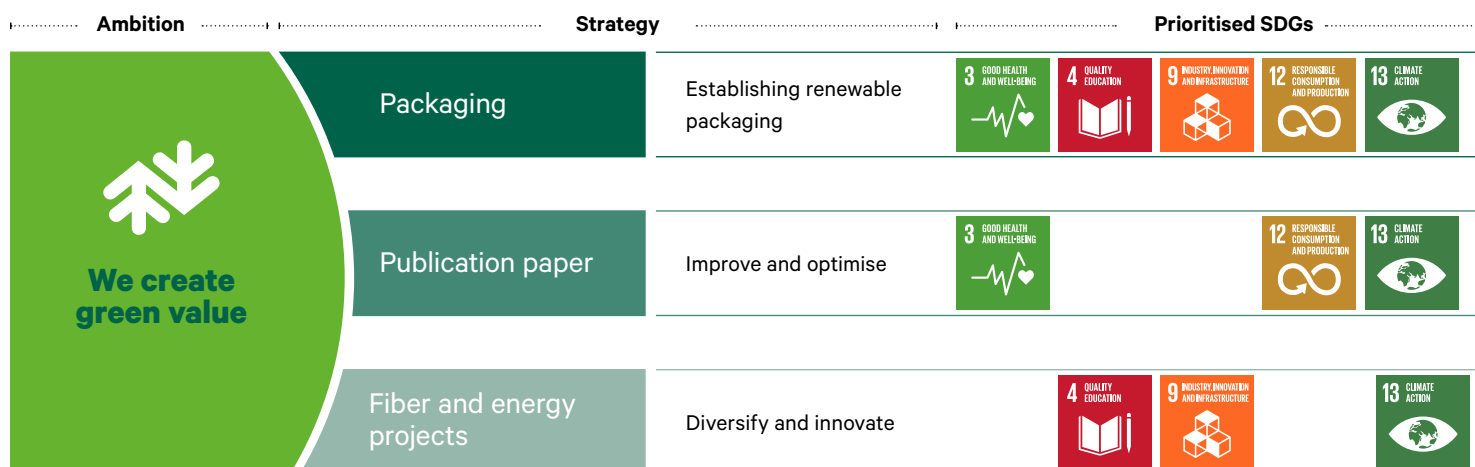 Ambition
Strategy
Prioritised SDGs
We create
green value
Packaging
Establishing renewable
packaging
3 GOOD HEALTH
AND WELL-BEING
4 QUALITY
EDUCATION
9 INDUSTRY, INNOVATION
AND INFRASTRUCTURE
12 RESPONSIBLE
CONSUMPTION
AND PRODUCTION
13 CLIMATE
ACTION
Publication paper
Improve and optimise
3 GOOD HEALTH
AND WELL-BEING
12 RESPONSIBLE
CONSUMPTION
AND PRODUCTION
13 CLIMATE
ACTION
Fiber and energy
projects
Diversify and innovate
4 QUALITY
EDUCATION
9 INDUSTRY, INNOVATION
AND INFRASTRUCTURE
13 CLIMATE
ACTION